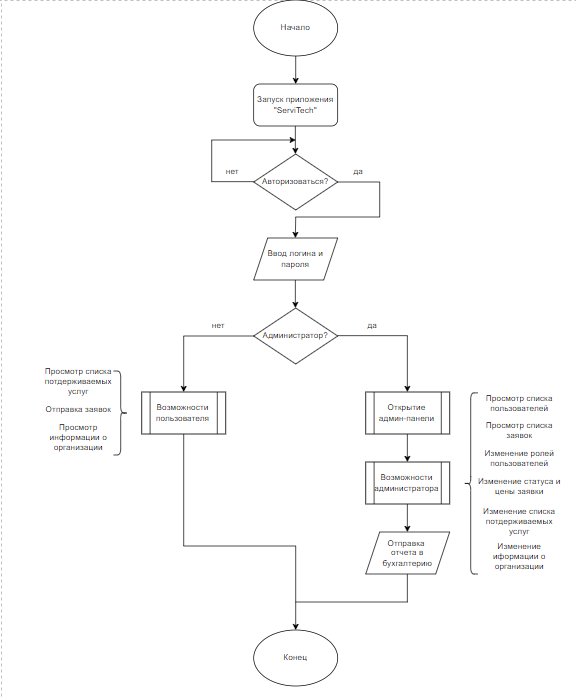 Начало
Запуск приложения
"ServiTech"
нет
да
Авторизоваться?
Ввод логина и
пароля
нет
да
Администратор?
Просмотр списка
потдерживаемых
услуг
Отправка заявок
Просмотр
информации о
организации
Возможности
пользователя
Открытие
админ-панели
Возможности
администратора
Отправка
отчета в
бухгалтерию
Просмотр списка
пользователей
Просмотр списка
заявок
Изменение ролей
пользователей
Изменение статуса и
цены заявки
Изменение списка
потдерживаемых
услуг
Изменение
иформации о
организации
Конец